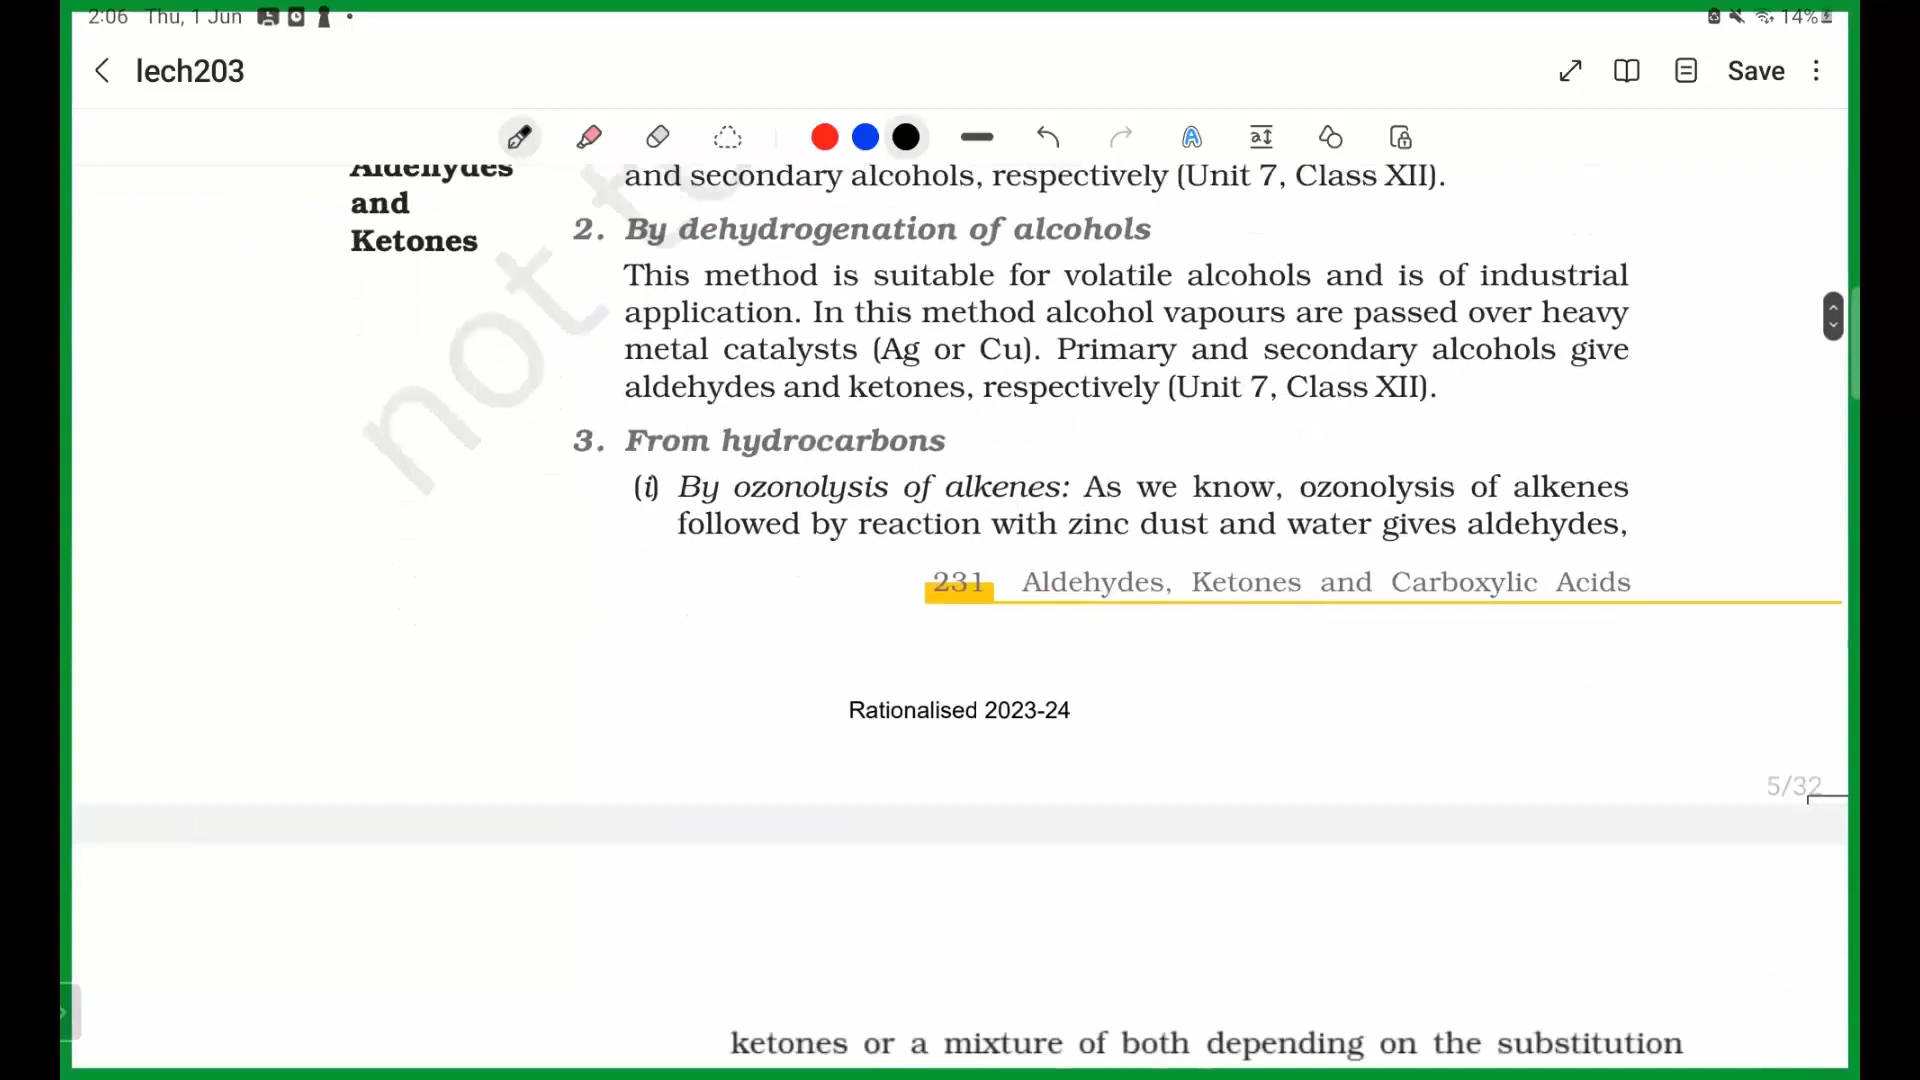 2:06 Thu, 1 Jun
14%
lech203
Save
Aldehydes
and
Ketones
and secondary alcohols, respectively (Unit 7, Class XII).
2. By dehydrogenation of alcohols
This method is suitable for volatile alcohols and is of industrial
application. In this method alcohol vapours are passed over heavy
metal catalysts (Ag or Cu). Primary and secondary alcohols give
aldehydes and ketones, respectively (Unit 7, Class XII).
3. From hydrocarbons
(i) By ozonolysis of alkenes: As we know, ozonolysis of alkenes
followed by reaction with zinc dust and water gives aldehydes,
231 Aldehydes, Ketones and Carboxylic Acids
not to
Rationalised 2023-24
5/32
ketones or a mixture of both depending on the substitution